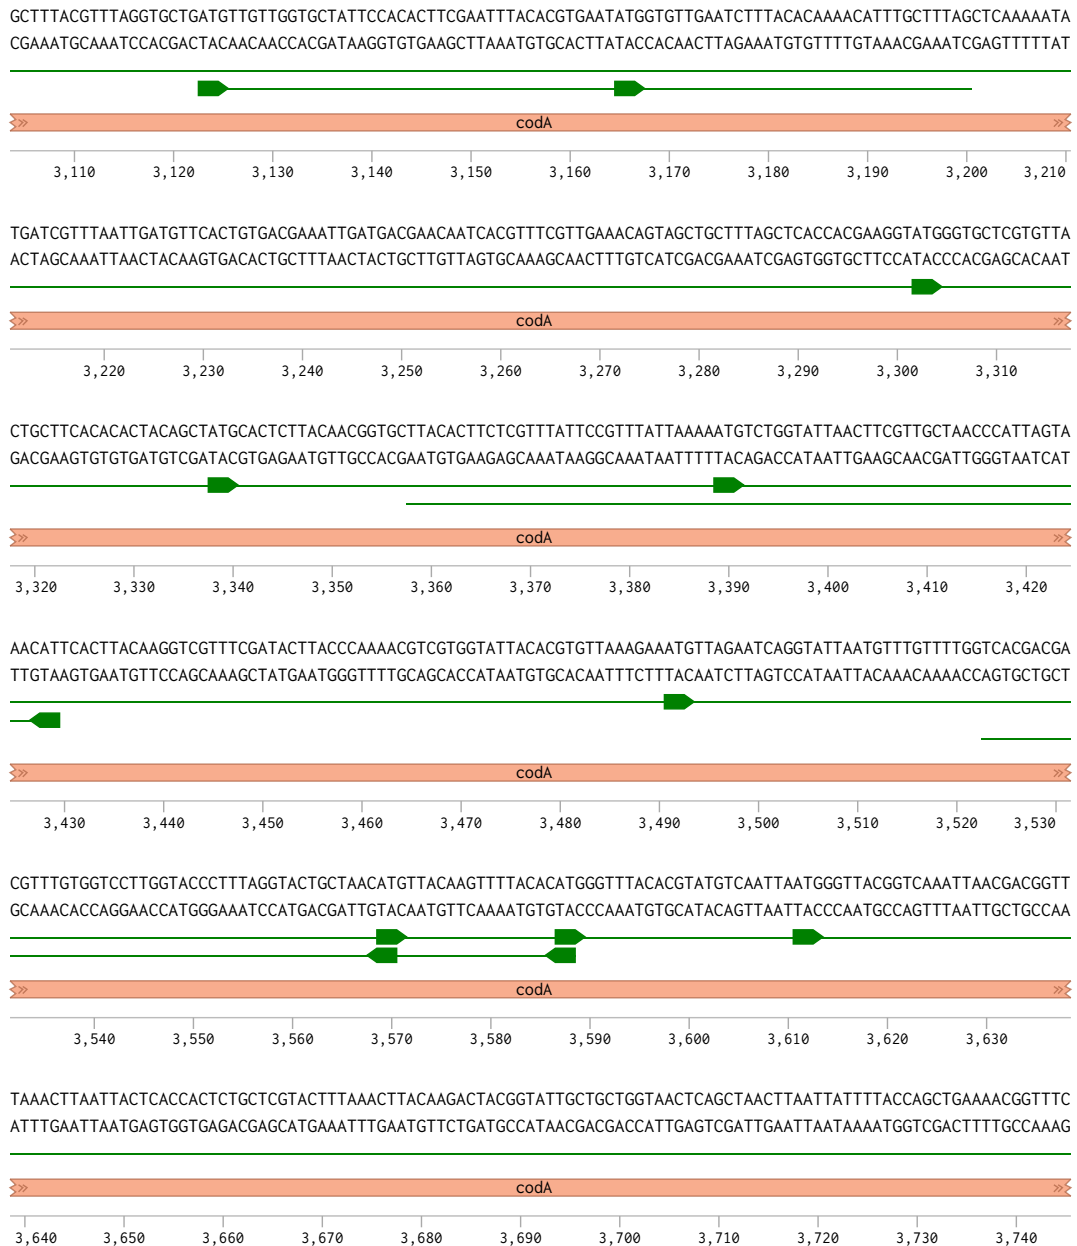 GCTTTACGTTTAGGTGCTGATGTTGTTGGTGCTATTCCACACTTCGAATTTACACGTGAATATGGTGTTGAATCTTTACACAAAACATTTGCTTTAGCTCAAAAATA
CGAAATGCAAATCCACGACTACAACAACCACGATAAGGTGTGAAGCTTAAATGTGCACTTATACCACAACTTAGAAATGTGTTTTGTAAACGAAATCGAGTTTTTAT
codA
3,110 3,120 3,130 3,140 3,150 3,160 3,170 3,180 3,190 3,200 3,210
TGATCGTTTAATTGATGTTCACTGTGACGAAATTGATGACGAACAATCACGTTTCGTTGAAACAGTAGCTGCTTTAGCTCACCACGAAGGTATGGGTGCTCGTGTTA
ACTAGCAAATTAACTACAAGTGACACTGCTTTAACTACTGCTTGTTAGTGCAAAGCAACTTTGTCATCGACGAAATCGAGTGGTGCTTCCATACCCACGAGCACAAT
codA
3,220 3,230 3,240 3,250 3,260 3,270 3,280 3,290 3,300 3,310
CTGCTTCACACACTACAGCTATGCACTCTTACAACGGTGCTTACACTTCTCGTTTATTCCGTTTATTAAAAATGTCTGGTATTAACTTCGTTGCTAACCCATTAGTA
GACGAAGTGTGTGATGTCGATACGTGAGAATGTTGCCACGAATGTGAAGAGCAAATAAGGCAAATAATTTTTACAGACCATAATTGAAGCAACGATTGGGTAATCAT
codA
3,320 3,330 3,340 3,350 3,360 3,370 3,380 3,390 3,400 3,410 3,420
AACATTCACTTACAAGGTCGTTTCGATACTTACCCAAAACGTCGTGGTATTACACGTGTTAAAGAAATGTTAGAATCAGGTATTAATGTTTGTTTTGGTCACGACGA
TTGTAAGTGAATGTTCCAGCAAAGCTATGAATGGGTTTTGCAGCACCATAATGTGCACAATTTCTTTACAATCTTAGTCCATAATTACAAACAAAACCAGTGCTGCT
codA
3,430 3,440 3,450 3,460 3,470 3,480 3,490 3,500 3,510 3,520 3,530
CGTTTGTGGTCCTTGGTACCCTTTAGGTACTGCTAACATGTTACAAGTTTTACACATGGGTTTACACGTATGTCAATTAATGGGTTACGGTCAAATTAACGACGGTT
GCAAACACCAGGAACCATGGGAAATCCATGACGATTGTACAATGTTCAAAATGTGTACCCAAATGTGCATACAGTTAATTACCCAATGCCAGTTTAATTGCTGCCAA
codA
3,540 3,550 3,560 3,570 3,580 3,590 3,600 3,610 3,620 3,630
TAAACTTAATTACTCACCACTCTGCTCGTACTTTAAACTTACAAGACTACGGTATTGCTGCTGGTAACTCAGCTAACTTAATTATTTTACCAGCTGAAAACGGTTTC
ATTTGAATTAATGAGTGGTGAGACGAGCATGAAATTTGAATGTTCTGATGCCATAACGACGACCATTGAGTCGATTGAATTAATAAAATGGTCGACTTTTGCCAAAG
codA
3,640 3,650 3,660 3,670 3,680 3,690 3,700 3,710 3,720 3,730 3,740